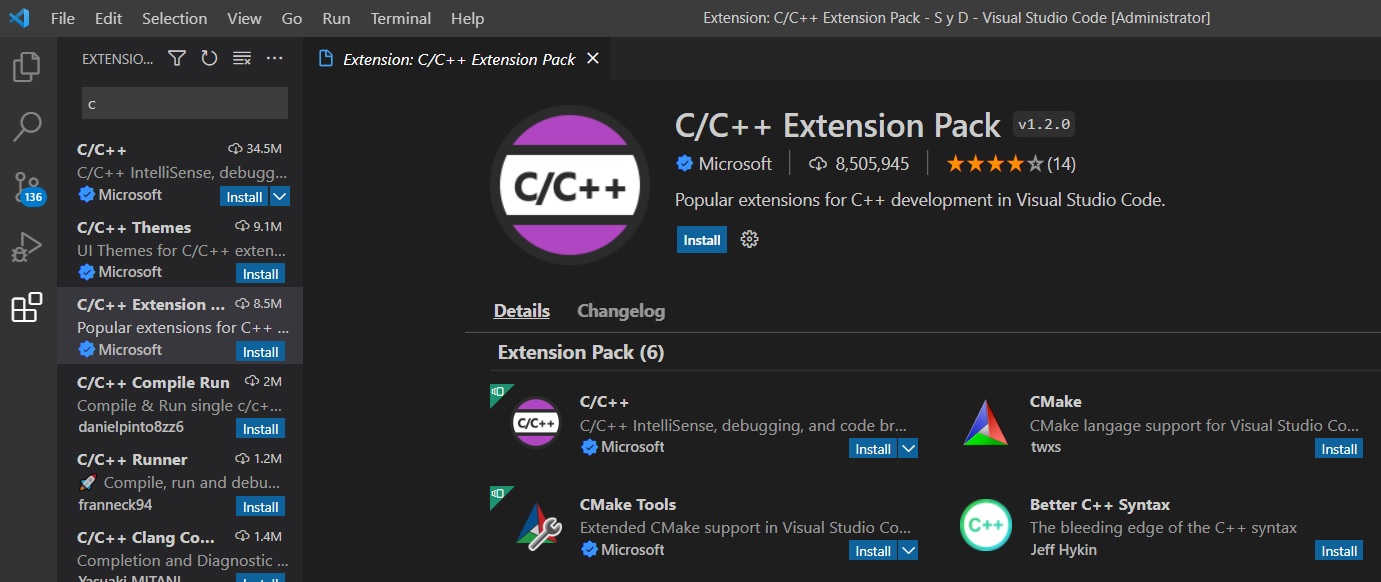 File Edit Selection View Go Run Terminal Help
Extension: C/C++ Extension Pack - S y D - Visual Studio Code [Administrator]
EXTENSIO...
c
C/C++ 34.5M
C/C++ IntelliSense, debugg...
Microsoft Install
C/C++ Themes 9.1M
UI Themes for C/C++ exten...
Microsoft Install
C/C++ Extension ... 8.5M
Popular extensions for C++ ...
Microsoft Install
C/C++ Compile Run 2M
Compile & Run single c/c+...
danielpinto8zz6 Install
C/C++ Runner 1.2M
🚀 Compile, run and debu...
franneck94 Install
C/C++ Clang Co... 1.4M
Completion and Diagnostic ...
Yasuaki MITANI Install
136
Extension: C/C++ Extension Pack
C/C++
C/C++ Extension Pack v1.2.0
Microsoft 8,505,945 (14)
Popular extensions for C++ development in Visual Studio Code.
Install
Details Changelog
Extension Pack (6)
C/C++
C/C++
C/C++ IntelliSense, debugging, and code br...
Microsoft Install
CMake
CMake langage support for Visual Studio Co...
twxs Install
CMake Tools
Extended CMake support in Visual Studio Co...
Microsoft Install
C++
Better C++ Syntax
The bleeding edge of the C++ syntax
Jeff Hykin Install